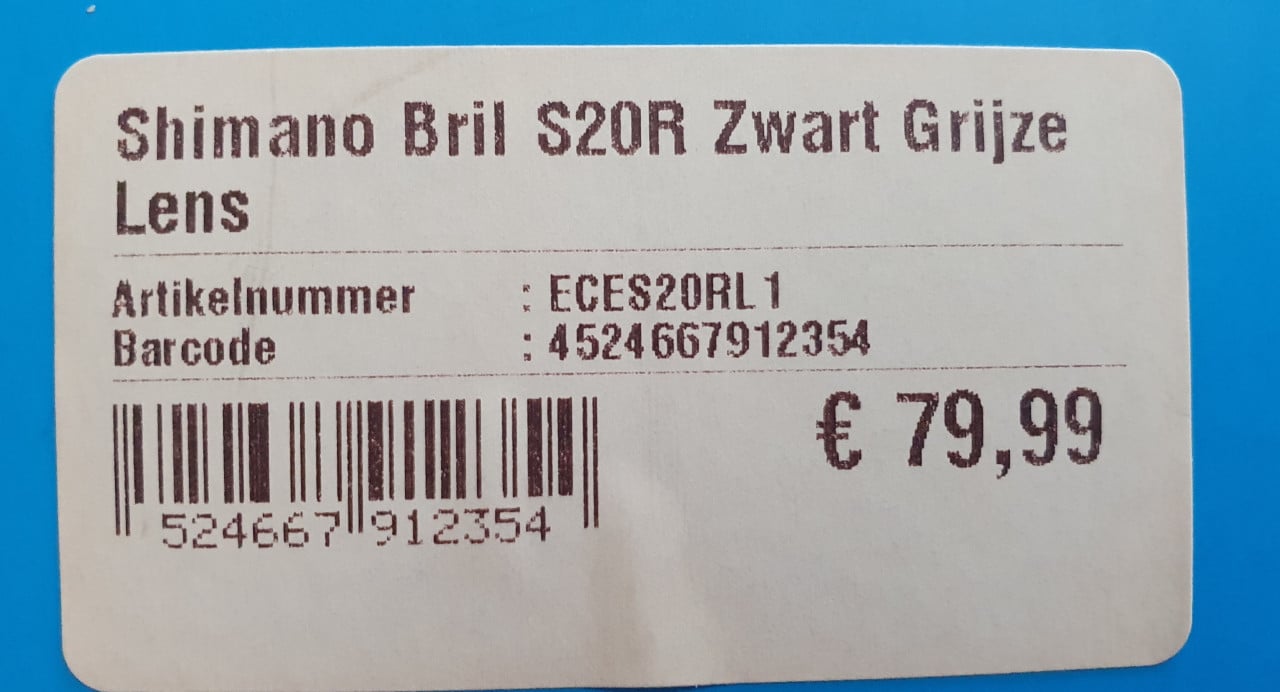 Shimano Bril S20R Zwart Grijze
Lens
Artikelnummer : ECES20RL1
Barcode : 4524667912354
€ 79,99
524667 912354